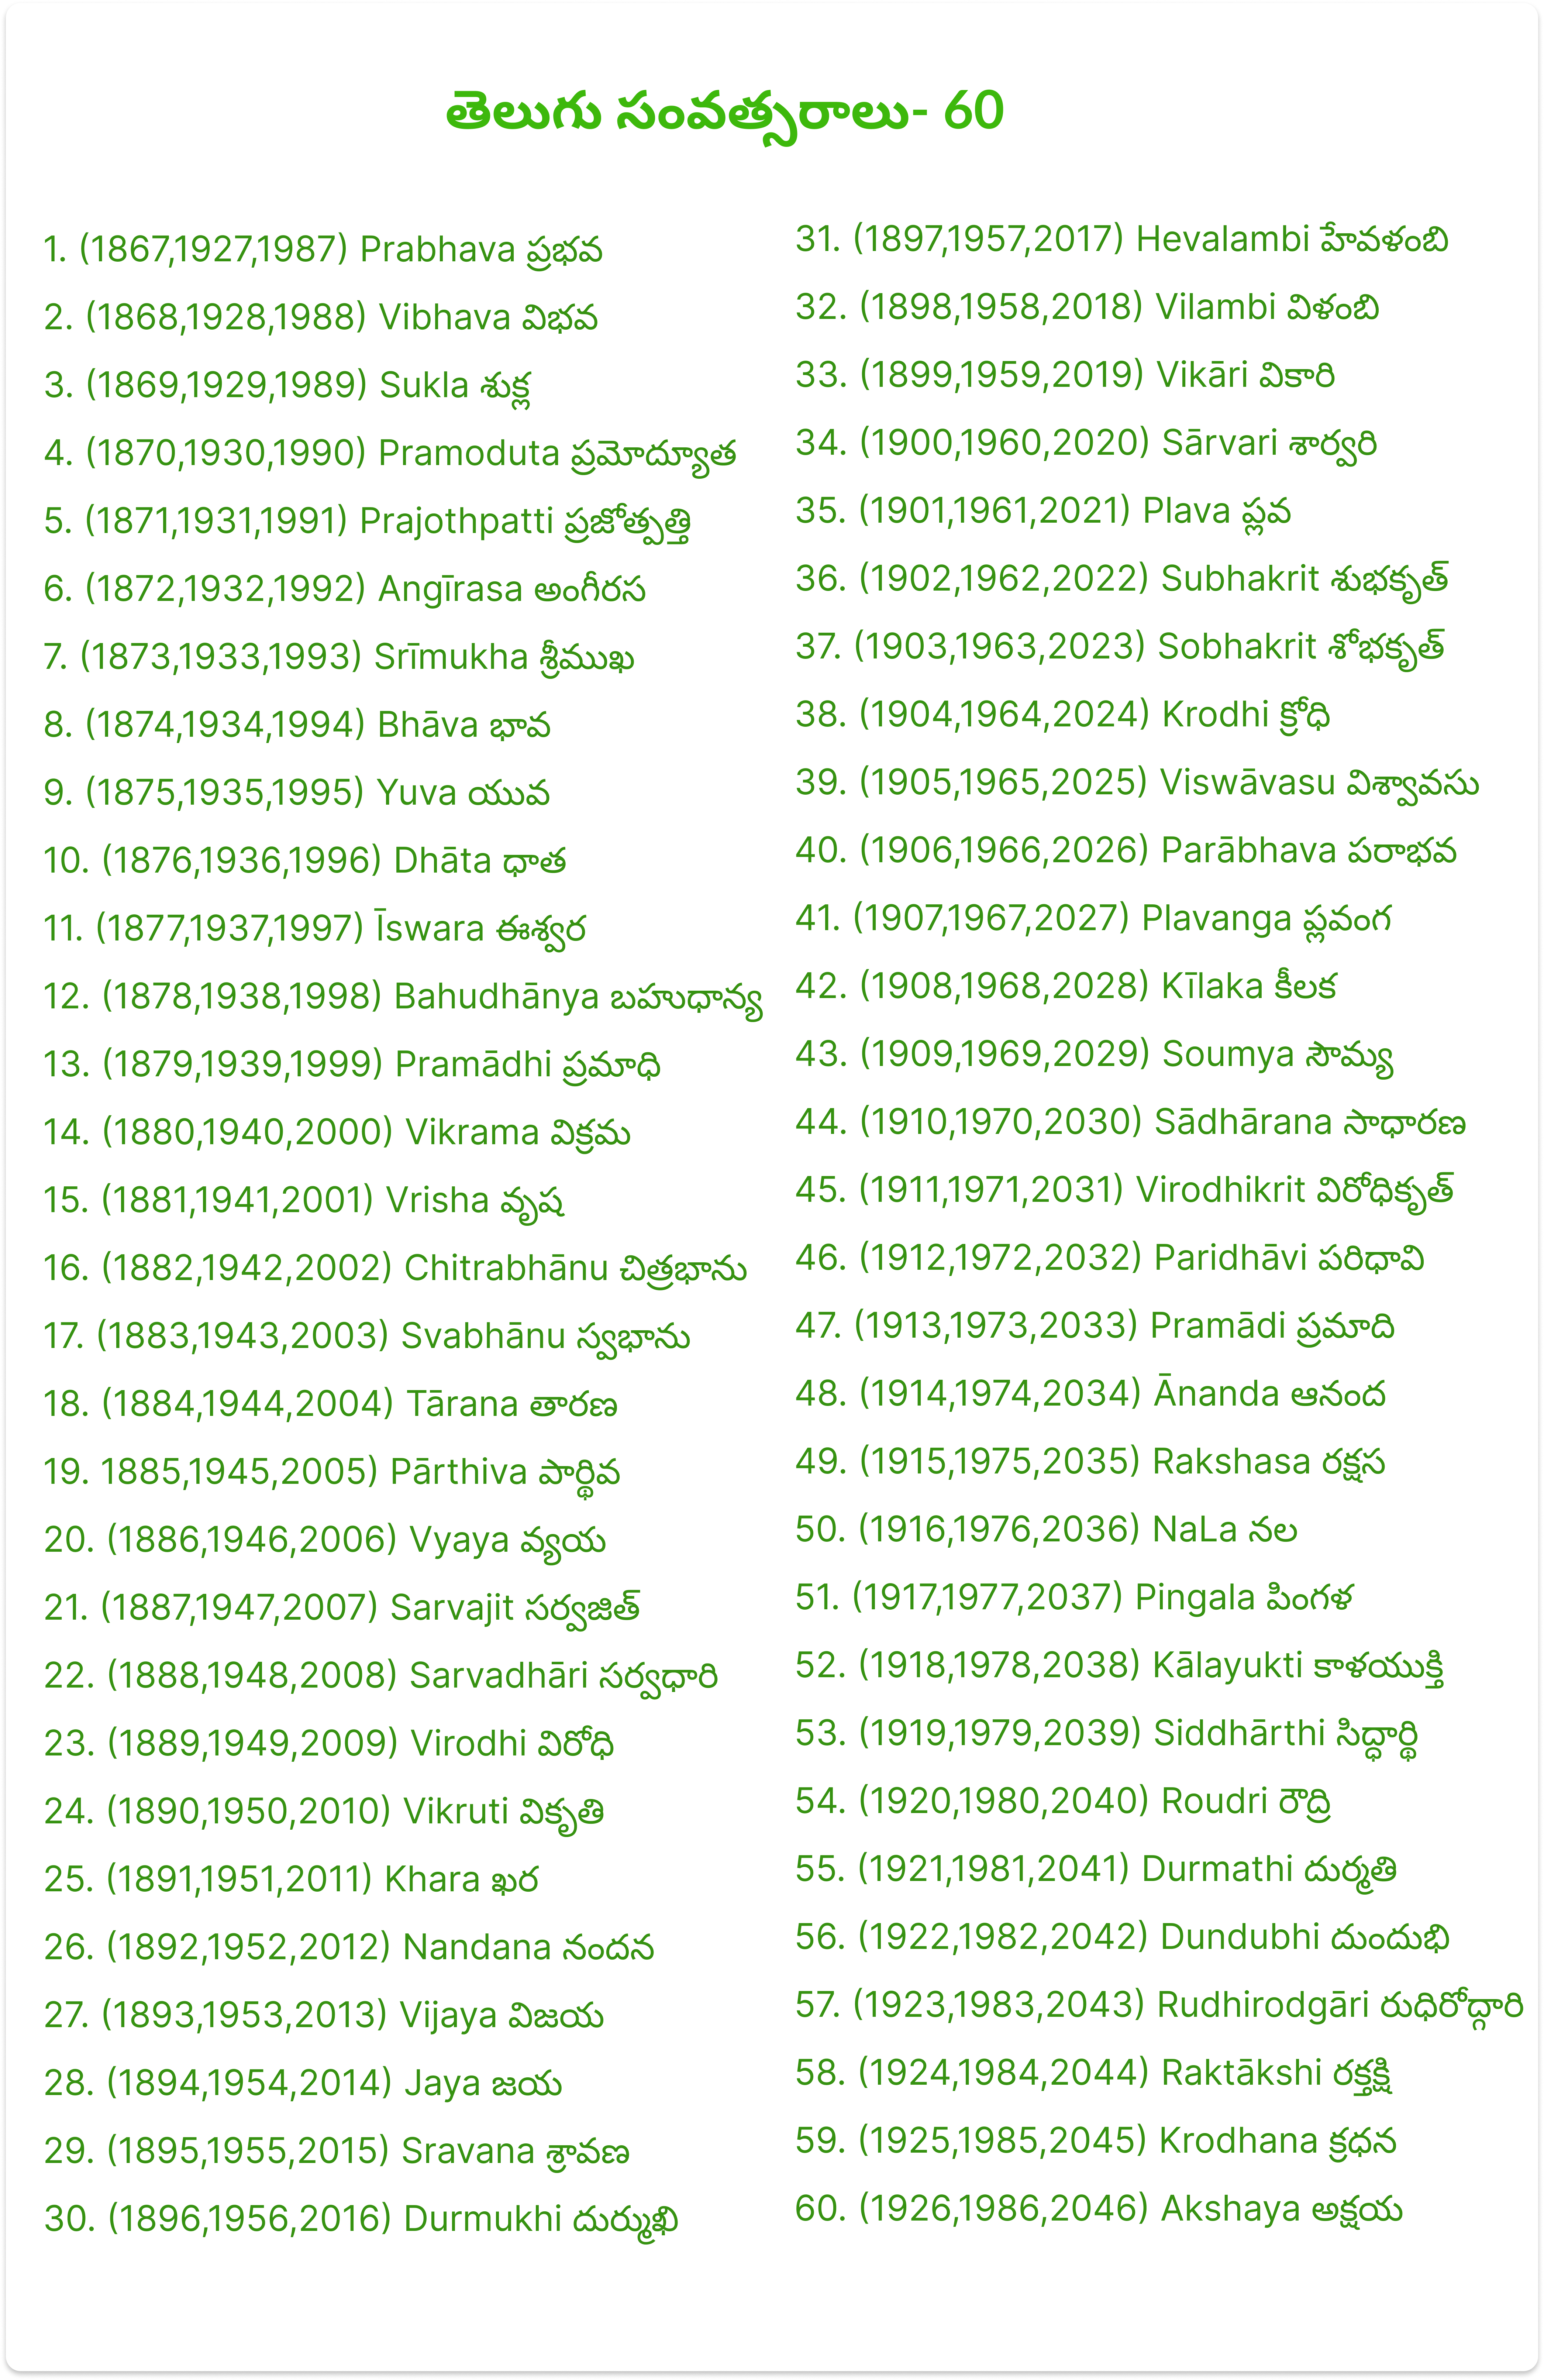 తెలుగు సంవత్సరాలు- 60
1. (1867,1927,1987) Prabhava ప్రభవ
2. (1868,1928,1988) Vibhava విభవ
3. (1869,1929,1989) Sukla శుక్ల
4. (1870,1930,1990) Pramoduta ప్రమోద్యూత
5. (1871,1931,1991) Prajothpatti ప్రజోత్పత్తి
6. (1872,1932,1992) Angīrasa అంగీరస
7. (1873,1933,1993) Srīmukha శ్రీముఖ
8. (1874,1934,1994) Bhāva భావ
9. (1875,1935,1995) Yuva యువ
10. (1876,1936,1996) Dhāta ధాత
11. (1877,1937,1997) Īswara ఈశ్వర
12. (1878,1938,1998) Bahudhānya బహుధాన్య
13. (1879,1939,1999) Pramādhi ప్రమాధి
14. (1880,1940,2000) Vikrama విక్రమ
15. (1881,1941,2001) Vrisha వృష
16. (1882,1942,2002) Chitrabhānu చిత్రభాను
17. (1883,1943,2003) Svabhānu స్వభాను
18. (1884,1944,2004) Tārana తారణ
19. 1885,1945,2005) Pārthiva పార్థివ
20. (1886,1946,2006) Vyaya వ్యయ
21. (1887,1947,2007) Sarvajit సర్వజిత్
22. (1888,1948,2008) Sarvadhāri సర్వధారి
23. (1889,1949,2009) Virodhi విరోధి
24. (1890,1950,2010) Vikruti వికృతి
25. (1891,1951,2011) Khara ఖర
26. (1892,1952,2012) Nandana నందన
27. (1893,1953,2013) Vijaya విజయ
28. (1894,1954,2014) Jaya జయ
29. (1895,1955,2015) Sravana శ్రావణ
30. (1896,1956,2016) Durmukhi దుర్ముఖి
31. (1897,1957,2017) Hevalambi హేవళంబి
32. (1898,1958,2018) Vilambi విళంబి
33. (1899,1959,2019) Vikāri వికారి
34. (1900,1960,2020) Sārvari శార్వరి
35. (1901,1961,2021) Plava ప్లవ
36. (1902,1962,2022) Subhakrit శుభకృత్
37. (1903,1963,2023) Sobhakrit శోభకృత్
38. (1904,1964,2024) Krodhi క్రోధి
39. (1905,1965,2025) Viswāvasu విశ్వావసు
40. (1906,1966,2026) Parābhava పరాభవ
41. (1907,1967,2027) Plavanga ప్లవంగ
42. (1908,1968,2028) Kīlaka కీలక
43. (1909,1969,2029) Soumya సౌమ్య
44. (1910,1970,2030) Sādhārana సాధారణ
45. (1911,1971,2031) Virodhikrit విరోధికృత్
46. (1912,1972,2032) Paridhāvi పరిధావి
47. (1913,1973,2033) Pramādi ప్రమాది
48. (1914,1974,2034) Ānanda ఆనంద
49. (1915,1975,2035) Rakshasa రక్షస
50. (1916,1976,2036) NaLa నల
51. (1917,1977,2037) Pingala పింగళ
52. (1918,1978,2038) Kālayukti కాళయుక్తి
53. (1919,1979,2039) Siddhārthi సిద్ధార్థి
54. (1920,1980,2040) Roudri రౌద్రి
55. (1921,1981,2041) Durmathi దుర్మతి
56. (1922,1982,2042) Dundubhi దుందుభి
57. (1923,1983,2043) Rudhirodgāri రుధిరోద్గారి
58. (1924,1984,2044) Raktākshi రక్తక్షి
59. (1925,1985,2045) Krodhana క్రధన
60. (1926,1986,2046) Akshaya అక్షయ